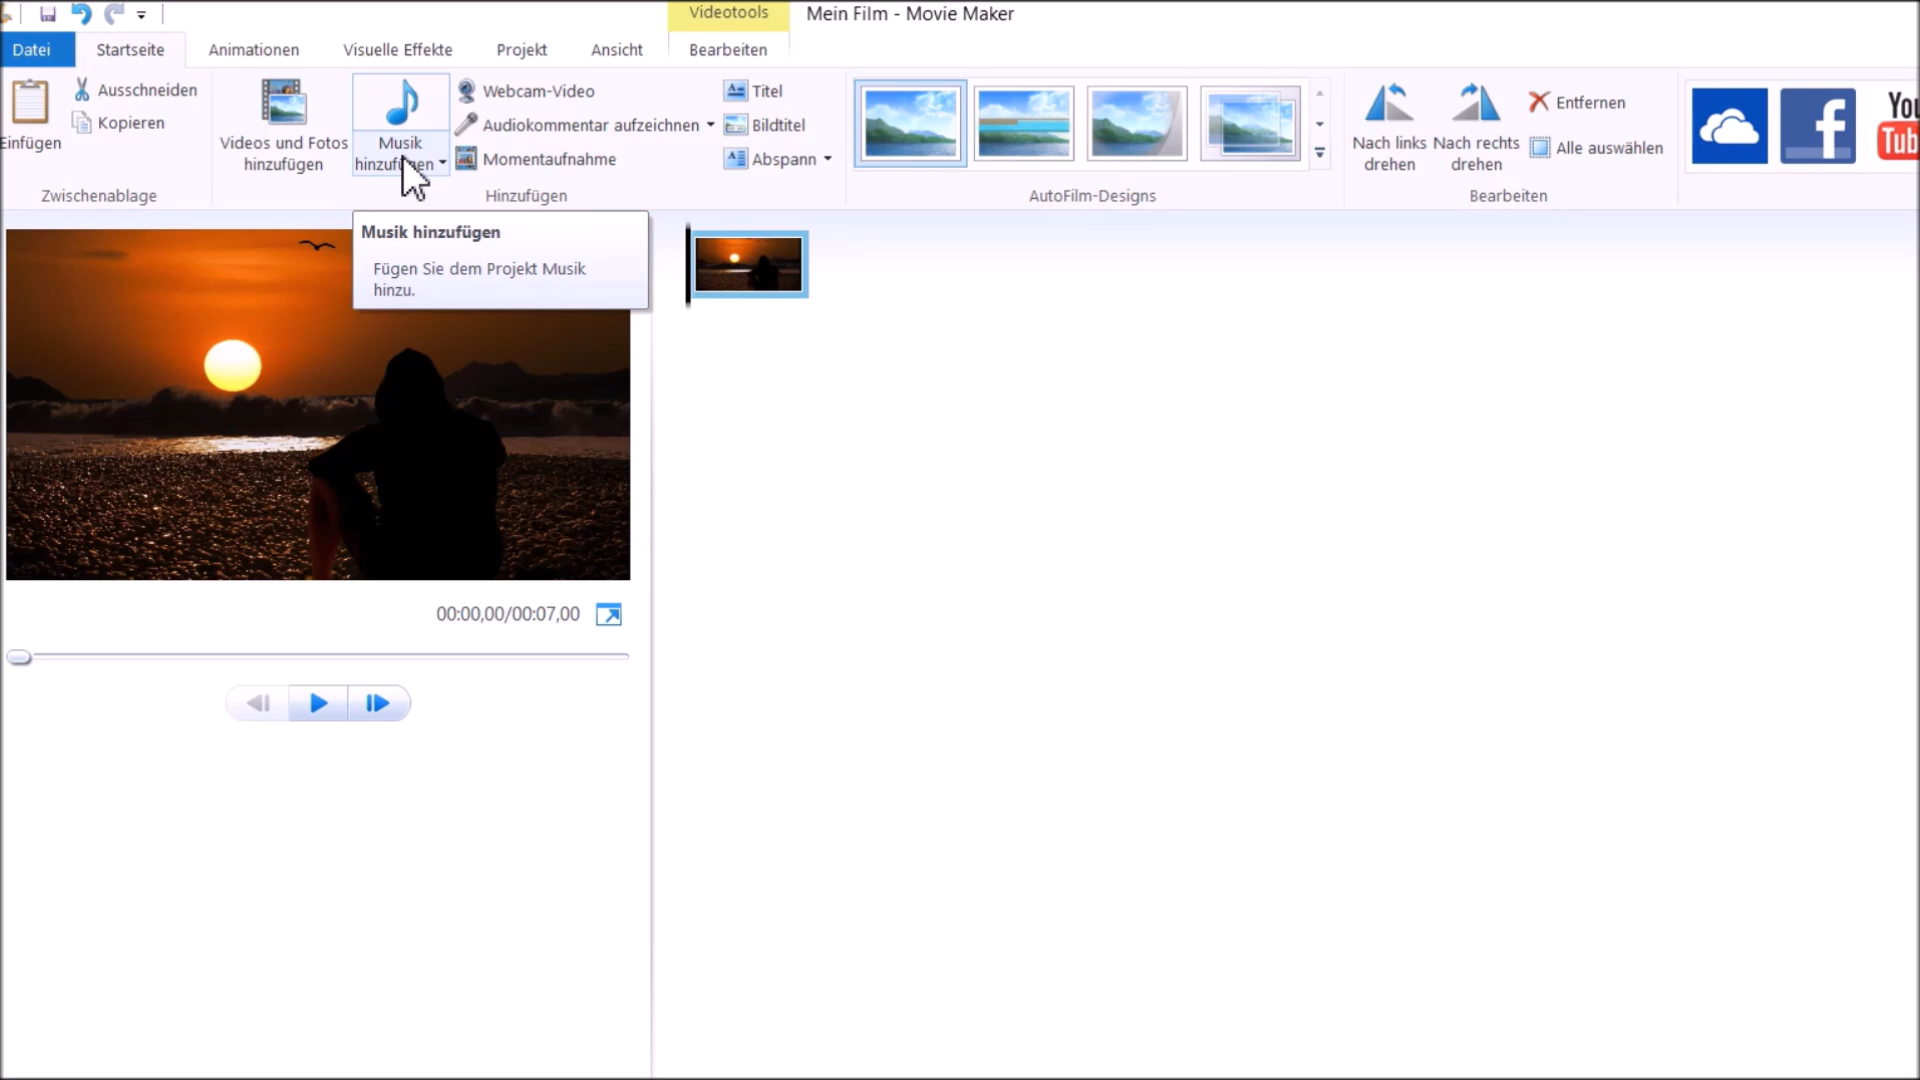 Videotools
Mein Film - Movie Maker
Datei
Startseite
Animationen
Visuelle Effekte
Projekt
Ansicht
Bearbeiten
Einfügen
Ausschneiden
Kopieren
Zwischenablage
Videos und Fotos
hinzufügen
Musik
hinzufügen
Webcam-Video
Audiokommentar aufzeichnen
Momentaufnahme
Titel
Bildtitel
Abspann
Hinzufügen
AutoFilm-Designs
Nach links
drehen
Nach rechts
drehen
Entfernen
Alle auswählen
Bearbeiten
f
You
Tub
Musik hinzufügen
Fügen Sie dem Projekt Musik
hinzu.
00:00,00/00:07,00